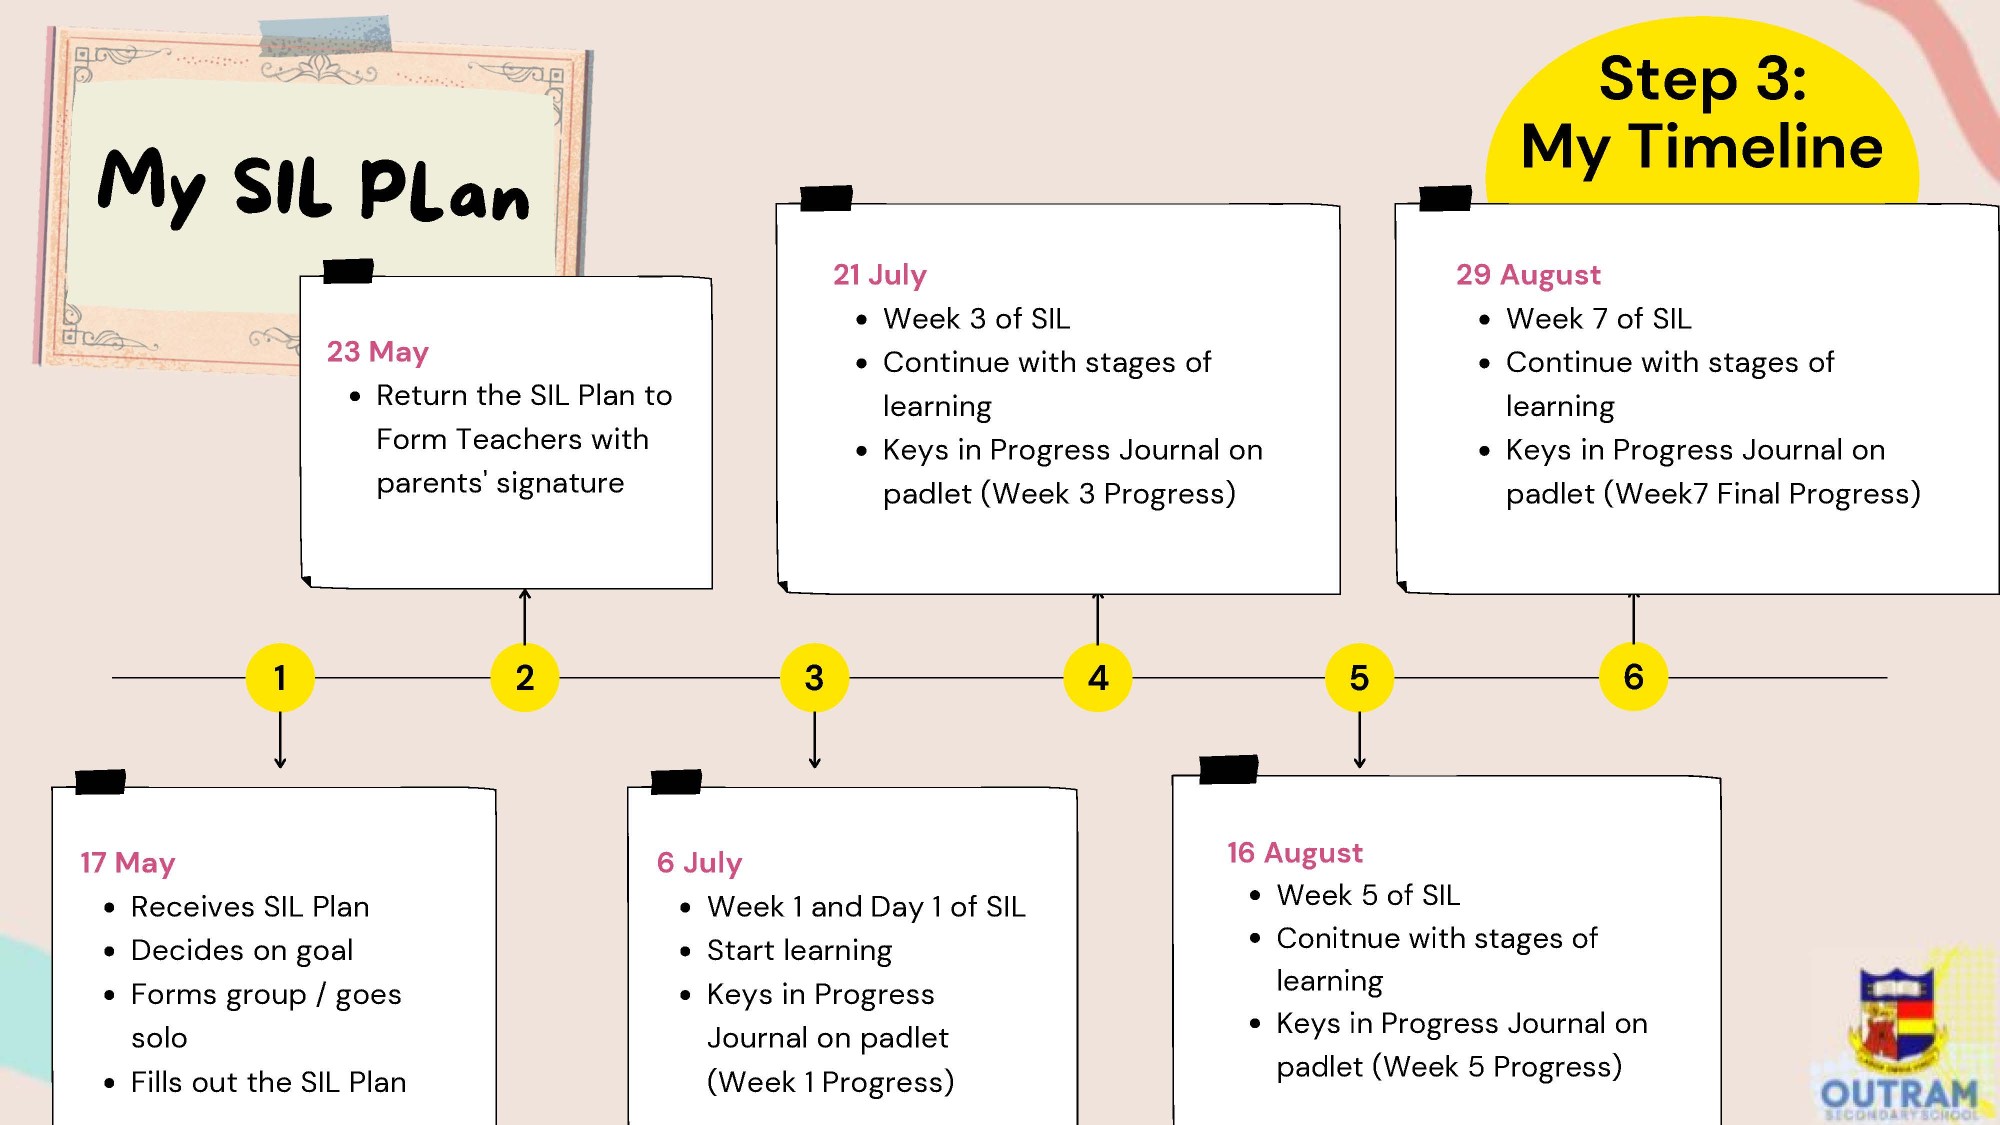 My SIL PLan
Step 3:
My Timeline
23 May
• Return the SIL Plan to
Form Teachers with
parents' signature
21 July
• Week 3 of SIL
• Continue with stages of
learning
• Keys in Progress Journal on
padlet (Week 3 Progress)
29 August
• Week 7 of SIL
• Continue with stages of
learning
• Keys in Progress Journal on
padlet (Week7 Final Progress)
1
2
3
4
5
6
17 May
• Receives SIL Plan
• Decides on goal
• Forms group / goes
solo
• Fills out the SIL Plan
6 July
• Week 1 and Day 1 of SIL
• Start learning
• Keys in Progress
Journal on padlet
(Week 1 Progress)
16 August
• Week 5 of SIL
• Conitnue with stages of
learning
• Keys in Progress Journal on
padlet (Week 5 Progress)
OUTRAM
SECONDARY SCHOOL